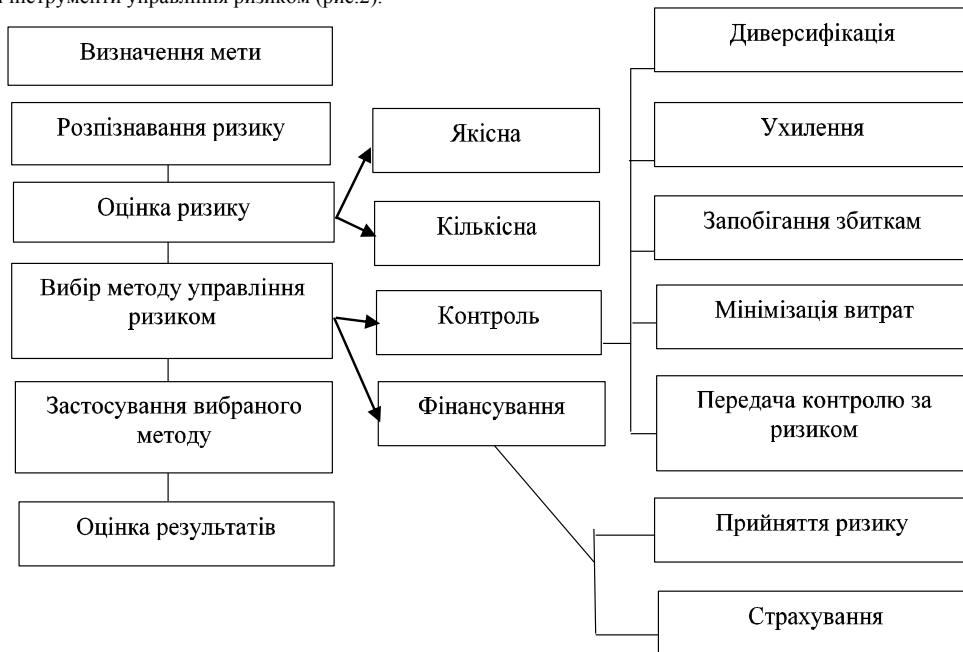 інструменти управління ризиком (рис.2).
Визначення мети
Розпізнавання ризику
Оцінка ризику
Вибір методу управління
ризиком
Застосування вибраного
методу
Оцінка результатів
Якісна
Кількісна
Контроль
Фінансування
Диверсифікація
Ухилення
Запобігання збиткам
Мінімізація витрат
Передача контролю за
ризиком
Прийняття ризику
Страхування